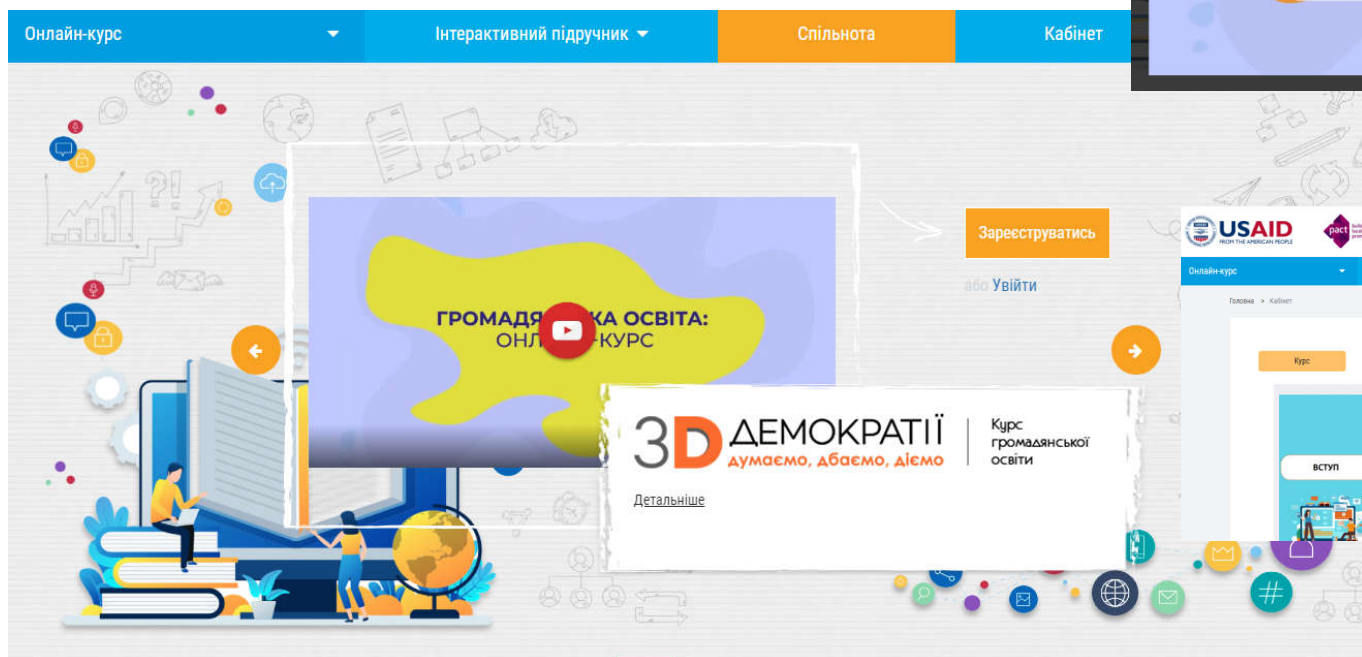 Онлайн-курс
Інтерактивний підручник
Спільнота
Кабінет
?!
Зареєструватись
або Увійти
ГРОМАДЯ КА ОСВІТА:
ОНЛ -КУРС
3D ДЕМОКРАТІЇ
думаємо, дбаємо, діємо
Курс
громадянської
освіти
Детальніше
USAID
FROM THE AMERICAN PEOPLE
pact
Онлайн-курс
Головна > Кабінет
Курс
ВСТУП
#